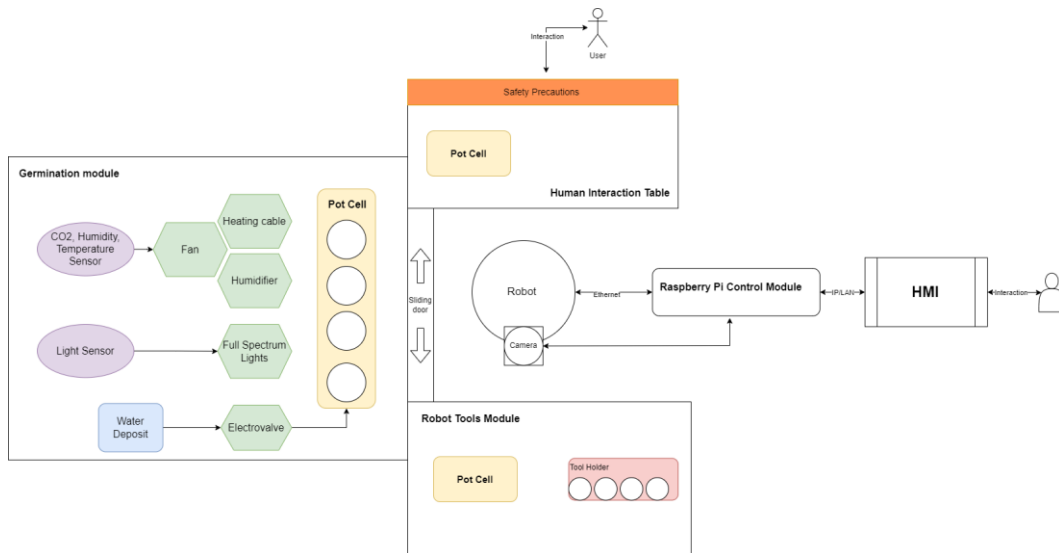 Interaction
User
Safety Precautions
Pot Cell
Human Interaction Table
Germination module
Pot Cell
CO2, Humidity,
Temperature
Sensor
Fan
Heating cable
Humidifier
Light Sensor
Full Spectrum
Lights
Water
Deposit
Electrovalve
Sliding
door
Robot
Camera
Ethernet
Raspberry Pi Control Module
IP/LAN
HMI
Interaction
Robot Tools Module
Pot Cell
Tool Holder